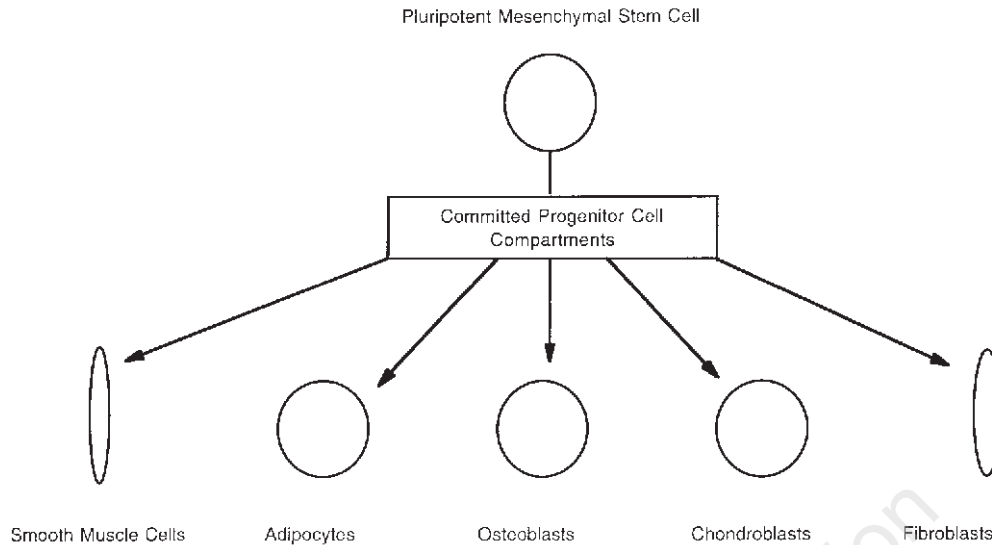 Pluripotent Mesenchymal Stem Cell
Committed Progenitor Cell
Compartments
Smooth Muscle Cells Adipocytes Osteoblasts Chondroblasts Fibroblasts